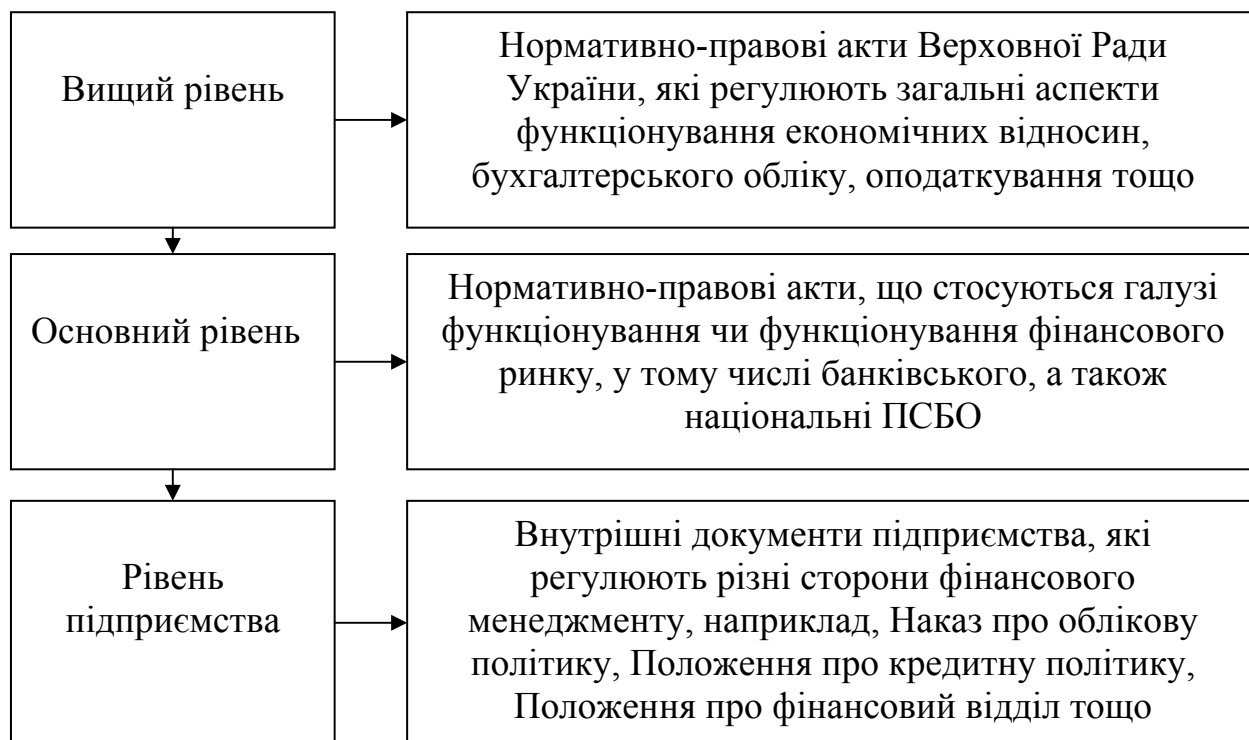 Вищий рівень
Нормативно-правові акти Верховної Ради
України, які регулюють загальні аспекти
функціонування економічних відносин,
бухгалтерського обліку, оподаткування тощо
Основний рівень
Нормативно-правові акти, що стосуються галузі
функціонування чи функціонування фінансового
ринку, у тому числі банківського, а також
національні ПСБО
Рівень
підприємства
Внутрішні документи підприємства, які
регулюють різні сторони фінансового
менеджменту, наприклад, Наказ про облікову
політику, Положення про кредитну політику,
Положення про фінансовий відділ тощо